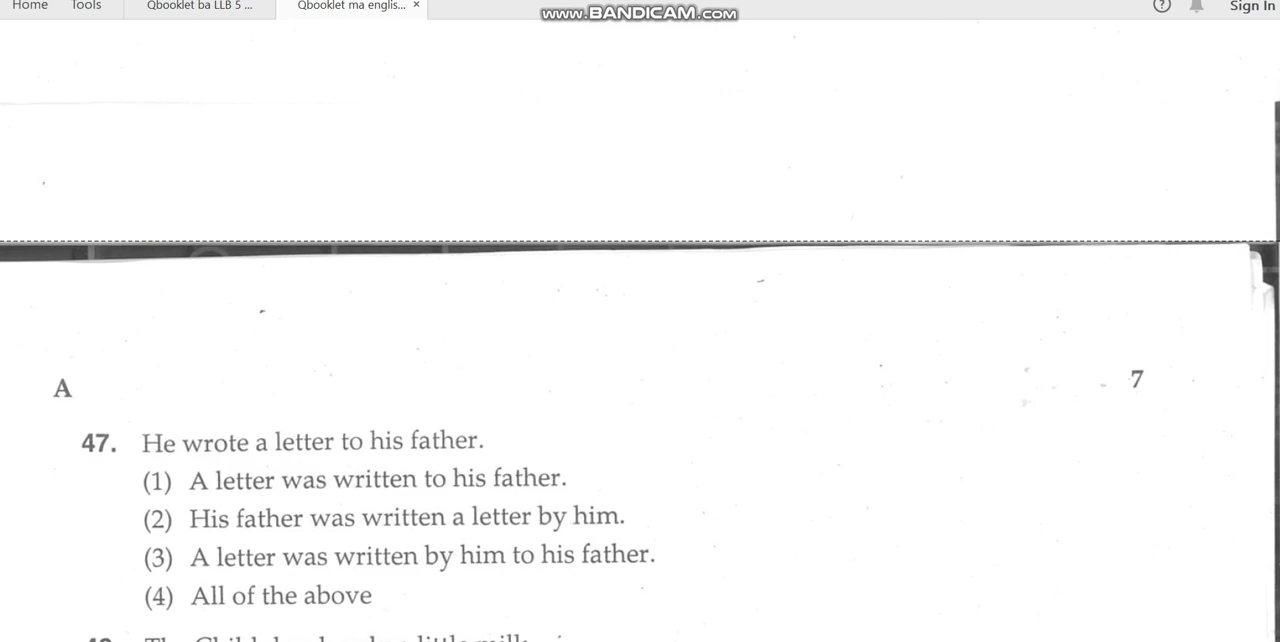 Home Tools Qbooklet ba LLB 5 ... Qbooklet ma englis... × www.BANDICAM.COM ? Sign In
A 7
47. He wrote a letter to his father.
(1) A letter was written to his father.
(2) His father was written a letter by him.
(3) A letter was written by him to his father.
(4) All of the above